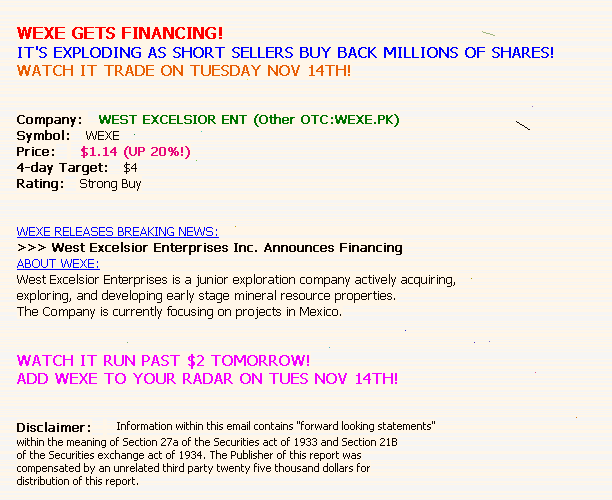 WEXE GETS FINANCING!
IT'S EXPLODING AS SHORT SELLERS BUY BACK MILLIONS OF SHARES!
WATCH IT TRADE ON TUESDAY NOV 14TH!
Company: WEST EXCELSIOR ENT (Other OTC:WEXE.PK)
Symbol: WEXE
Price: $1.14 (UP 20%!)
4-day Target: $4
Rating: Strong Buy
WEXE RELEASES BREAKING NEWS:
>>> West Excelsior Enterprises Inc. Announces Financing
ABOUT WEXE:
West Excelsior Enterprises is a junior exploration company actively acquiring,
exploring, and developing early stage mineral resource properties.
The Company is currently focusing on projects in Mexico.
WATCH IT RUN PAST $2 TOMORROW!
ADD WEXE TO YOUR RADAR ON TUES NOV 14TH!
Disclaimer: Information within this email contains "forward looking statements"
within the meaning of Section 27a of the Securities act of 1933 and Section 21B
of the Securities exchange act of 1934. The Publisher of this report was
compensated by an unrelated third party twenty five thousand dollars for
distribution of this report.